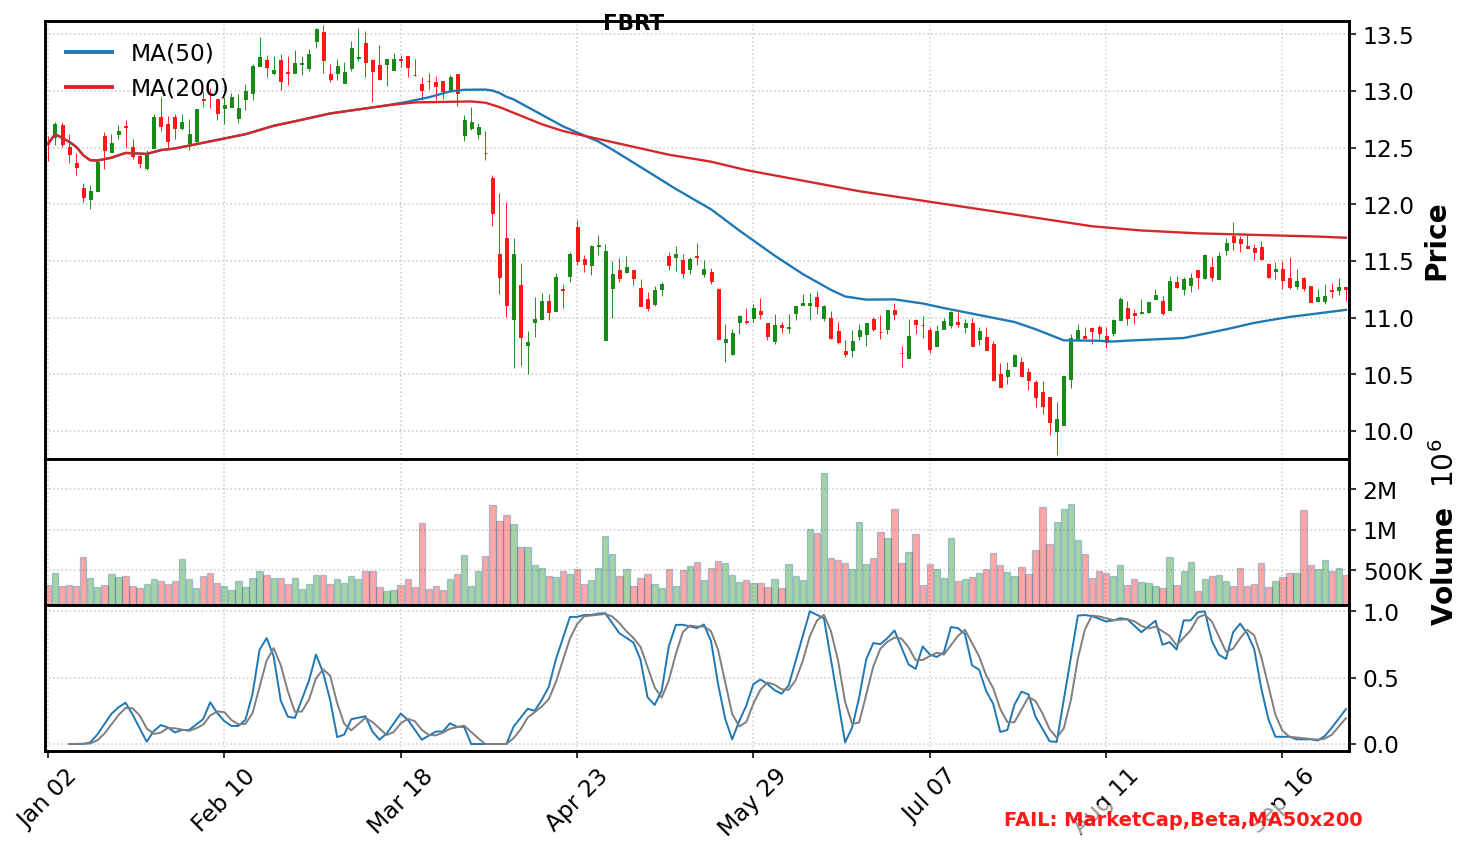 FBRT
MA(50)
MA(200)
13.5
13.0
12.5
12.0
11.5
11.0
10.5
10.0
Price
2M
1M
500K
Volume 10⁶
1.0
0.5
0.0
Jan 02
Feb 10
Mar 18
Apr 23
May 29
Jul 07
Aug 11
Sep 16
FAIL: MarketCap,Beta,MA50x200